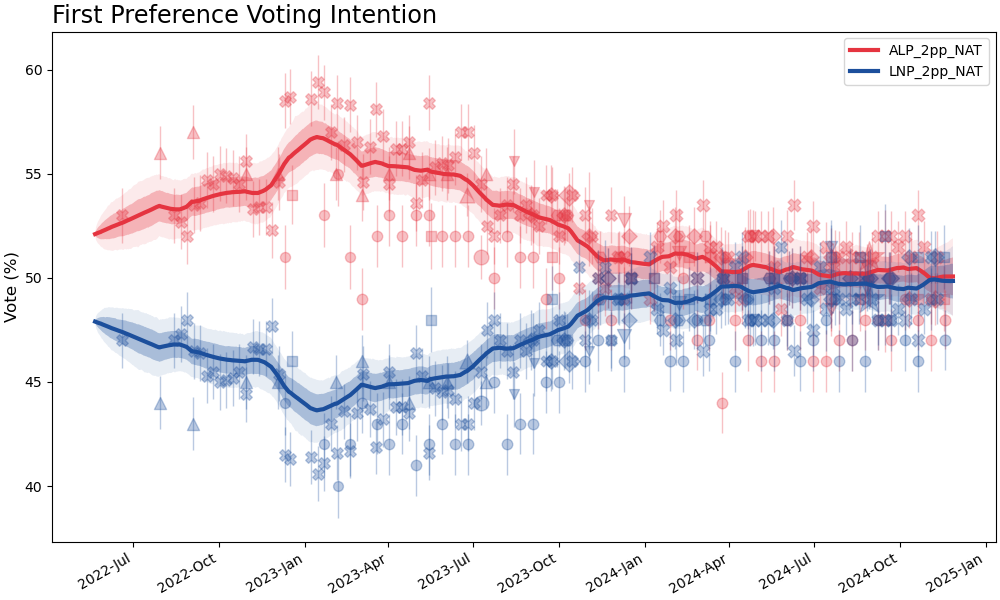 First Preference Voting Intention
ALP_2pp_NAT
LNP_2pp_NAT
Vote (%)
60
55
50
45
40
2022-Jul
2022-Oct
2023-Jan
2023-Apr
2023-Jul
2023-Oct
2024-Jan
2024-Apr
2024-Jul
2024-Oct
2025-Jan